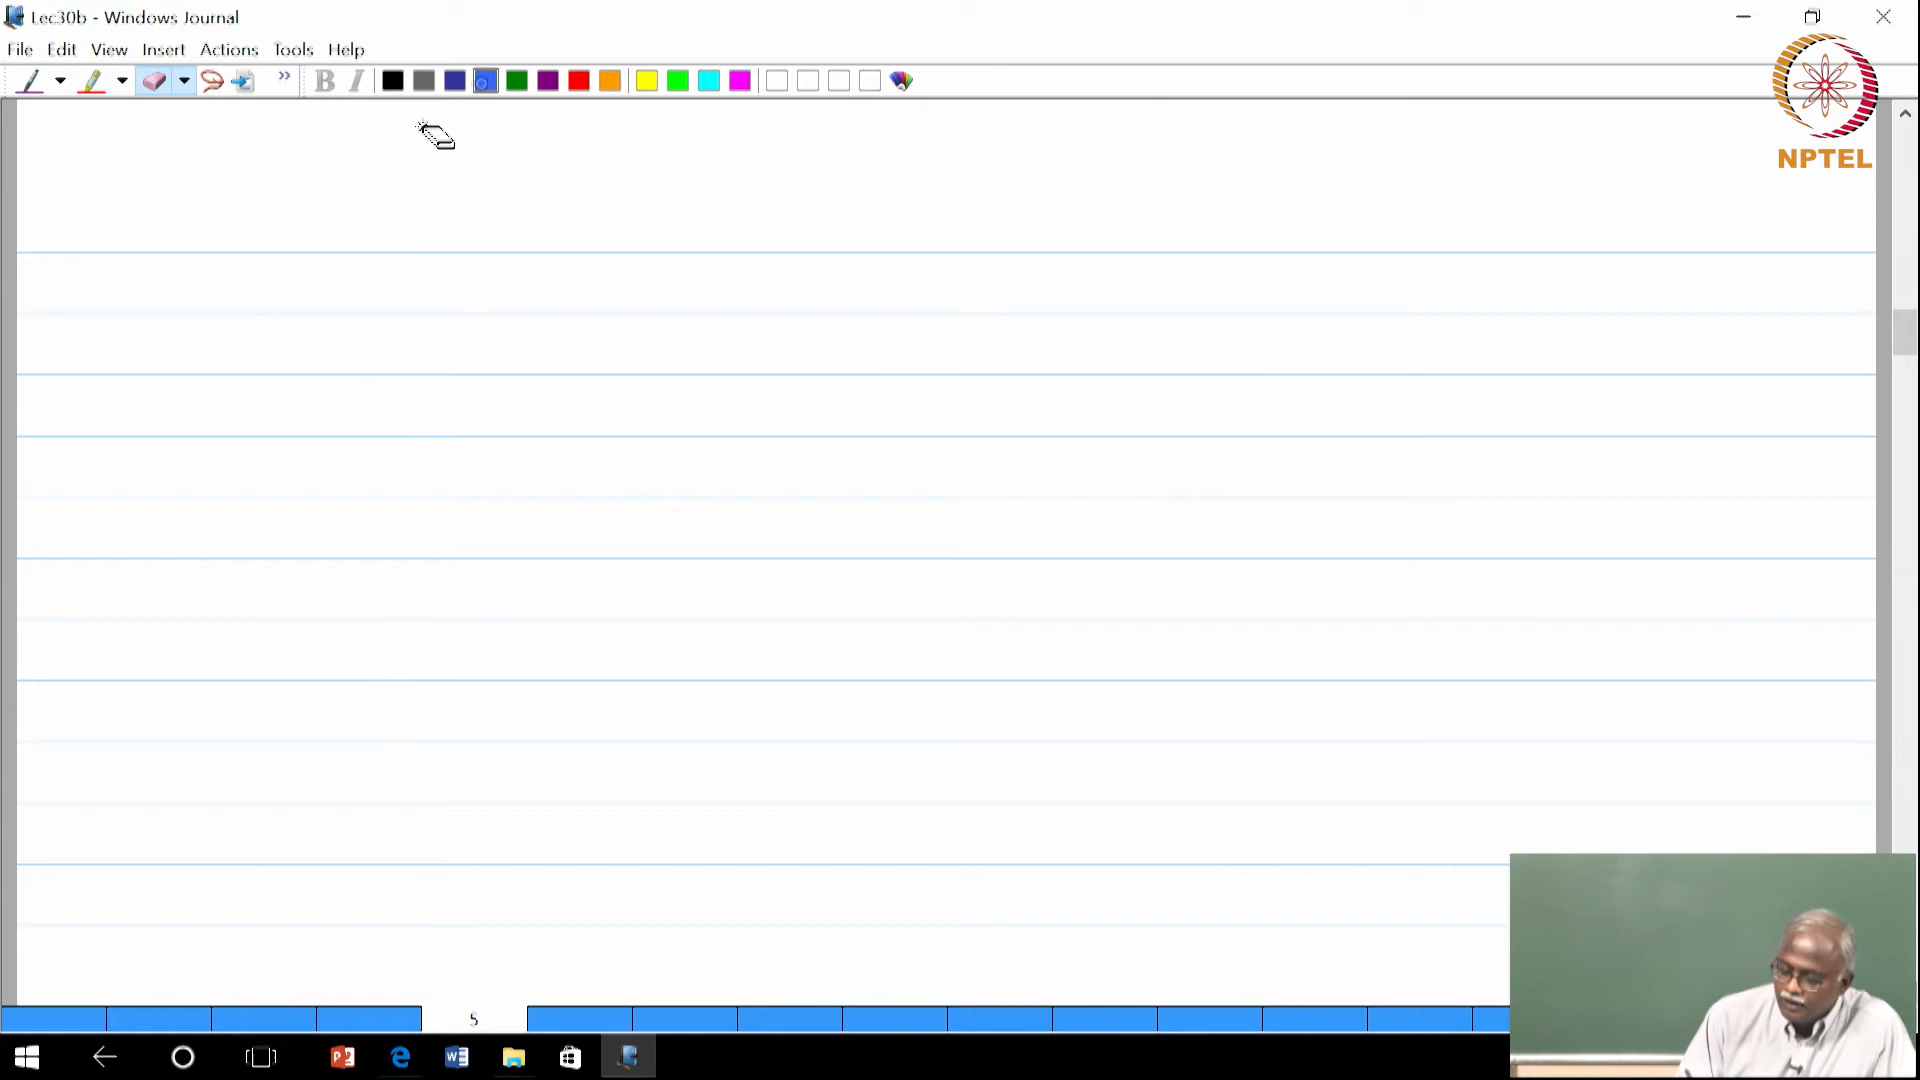 Lec30b - Windows Journal
File Edit View Insert Actions Tools Help
B I
NPTEL
5